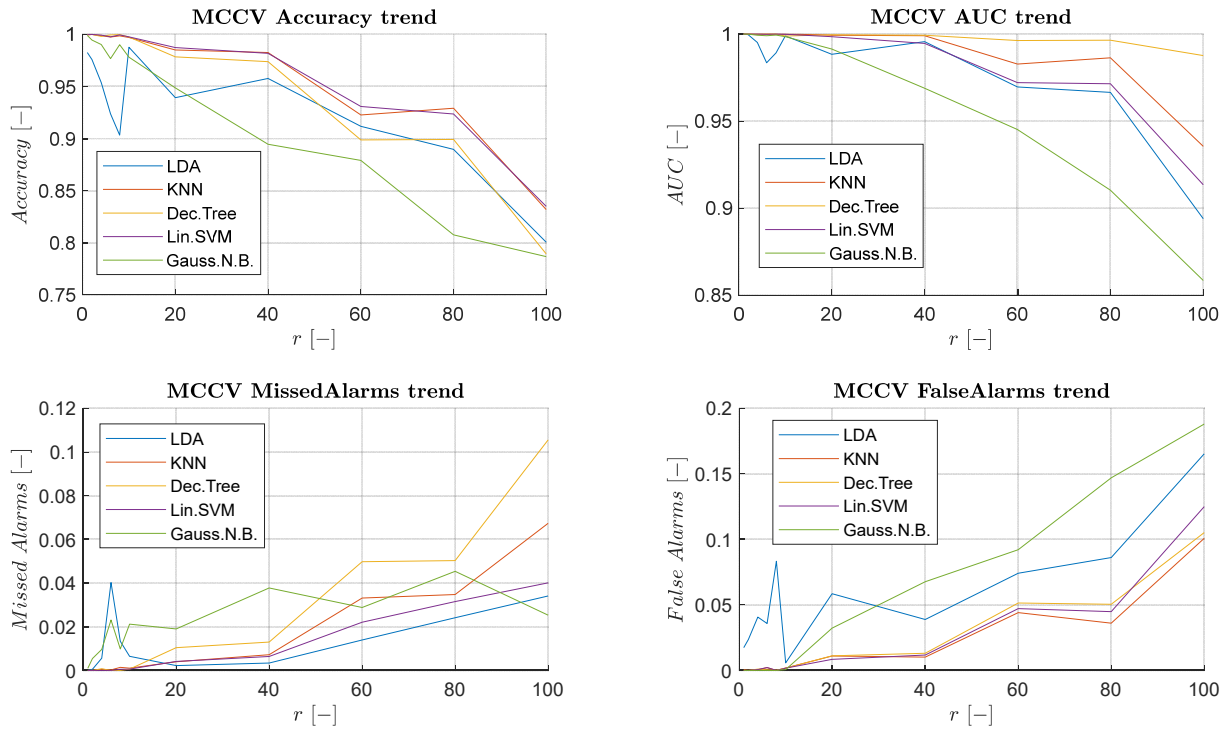 MCCV Accuracy trend
Accuracy [−]
1
0.95
0.9
0.85
0.8
0.75
LDA
KNN
Dec.Tree
Lin.SVM
Gauss.N.B.
0 20 40 60 80 100
r [−]
MCCV AUC trend
AUC [−]
1
0.95
0.9
0.85
LDA
KNN
Dec.Tree
Lin.SVM
Gauss.N.B.
0 20 40 60 80 100
r [−]
MCCV MissedAlarms trend
Missed Alarms [−]
0.12
0.1
0.08
0.06
0.04
0.02
0
LDA
KNN
Dec.Tree
Lin.SVM
Gauss.N.B.
0 20 40 60 80 100
r [−]
MCCV FalseAlarms trend
False Alarms [−]
0.2
0.15
0.1
0.05
0
LDA
KNN
Dec.Tree
Lin.SVM
Gauss.N.B.
0 20 40 60 80 100
r [−]